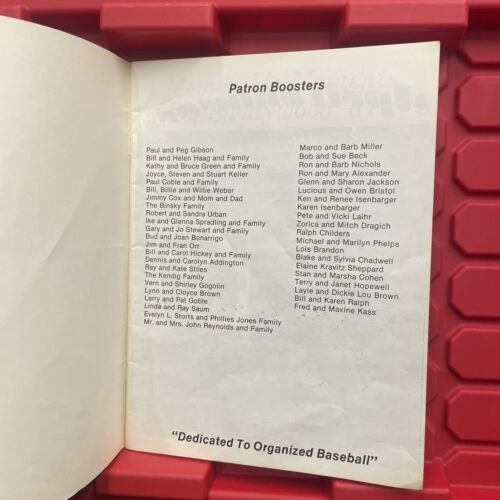 Patron Boosters
Paul and Peg Gibson
Bill and Helen Haag and Family
Kathy and Bruce Green and Family
Joyce, Steven and Stuart Keller
Paul Coble and Family
Bill, Billie and Willie Weber
Jimmy Cox and Mom and Dad
The Binsky Family
Robert and Sandra Urban
Ike and Glenna Spradling and Family
Gary and Jo Stewart and Family
Bud and Joan Bonarrigo
Jim and Fran Orr
Bill and Carol Hickey and Family
Dennis and Carolyn Addington
Ray and Kate Stiles
The Kendig Family
Vern and Shirley Gogolin
Lynn and Cloyce Brown
Larry and Pat Goble
Linda and Ray Saum
Evelyn L. Storts and Phillies Jones Family
Mr. and Mrs. John Reynolds and Family
Marco and Barb Miller
Bob and Sue Beck
Ron and Barb Nichols
Ron and Mary Alexander
Glenn and Sharon Jackson
Lucious and Owen Bristol
Ken and Renee Isenbarger
Karen Isenbarger
Pete and Vicki Laihr
Zorica and Mitch Dragich
Ralph Childers
Michael and Marilyn Phelps
Lois Brandon
Blake and Sylvia Chadwell
Elaine Kravitz Sheppard
Stan and Marsha Cohen
Terry and Janet Hopewell
Layle and Dickie Lou Brown
Bill and Karen Ralph
Fred and Maxine Kass
"Dedicated To Organized Baseball"